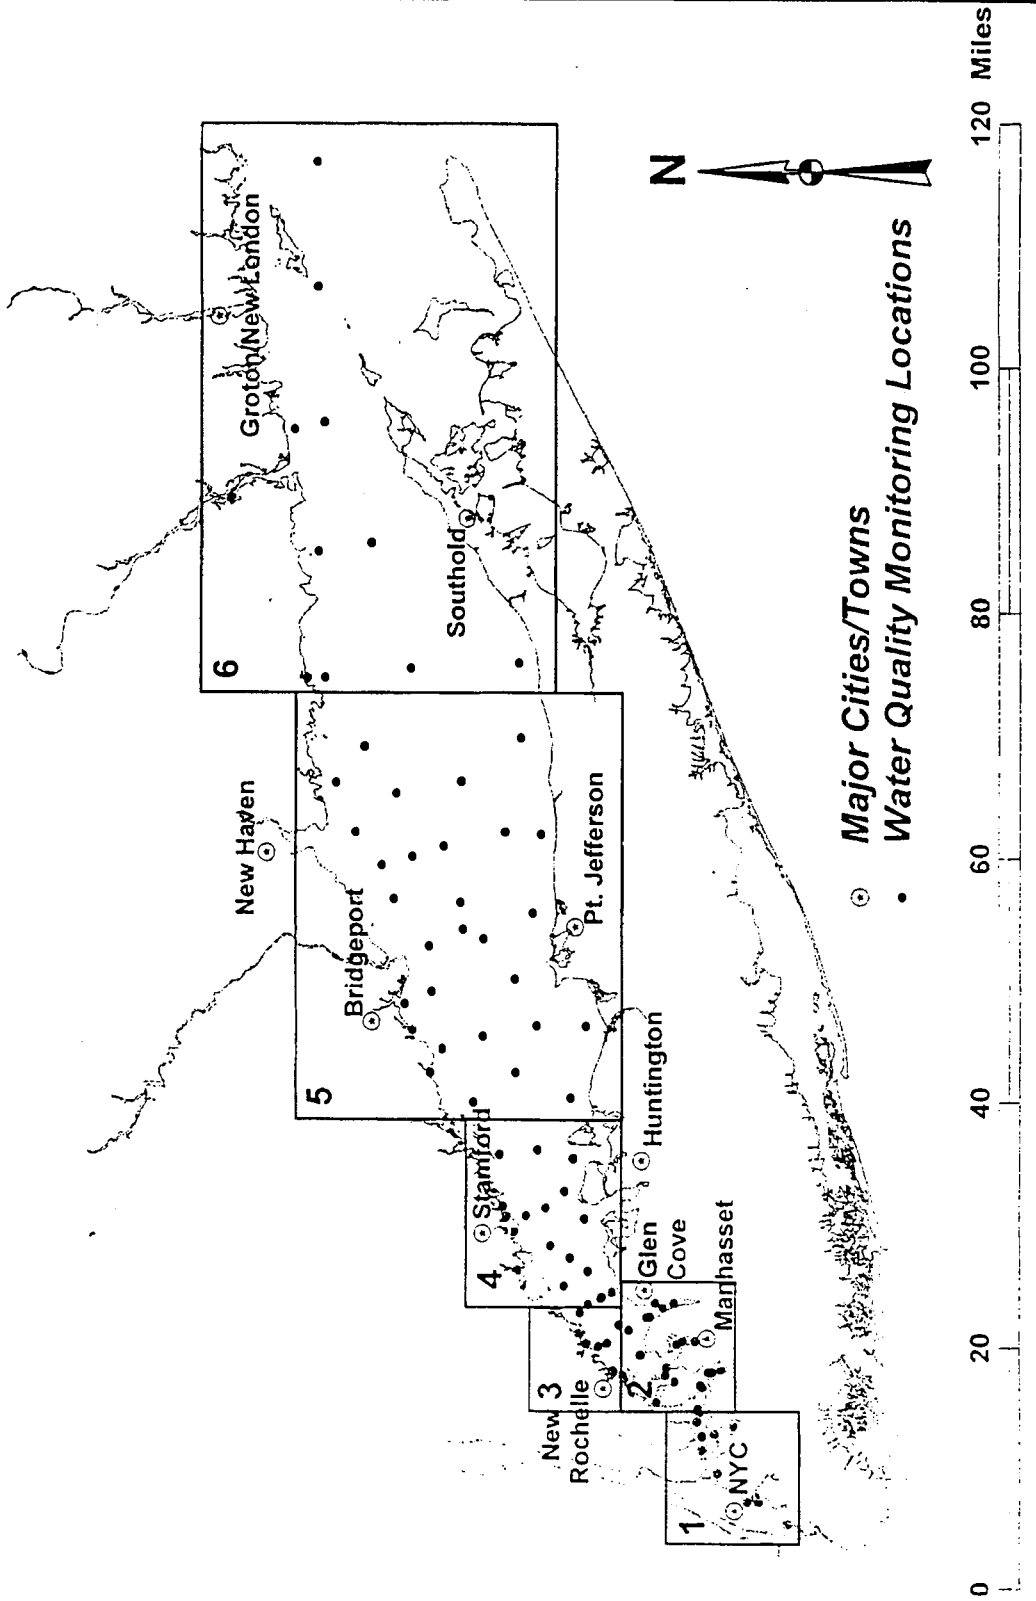 6
Groton/New London
Southold
5
New Haven
Bridgeport
Pt. Jefferson
4
Stamford
Huntington
3
New
Rochelle
2
Glen
Cove
Manhasset
1
NYC
N
Major Cities/Towns
Water Quality Monitoring Locations
0 20 40 60 80 100 120 Miles